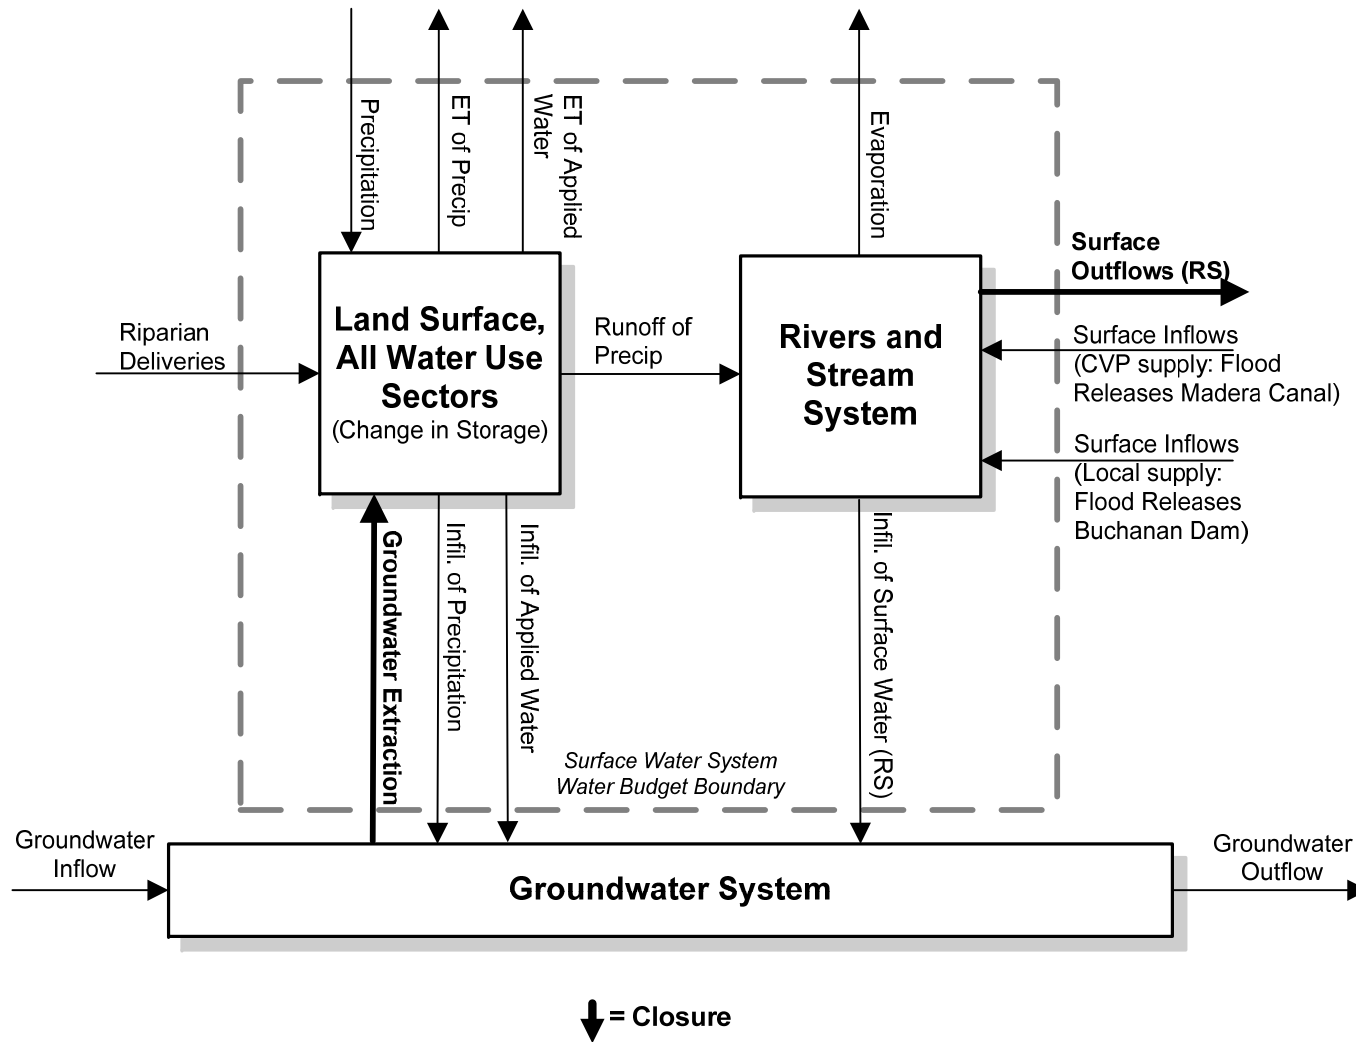 Precipitation
ET of Precip
ET of Applied
Water
Evaporation
Surface
Outflows (RS)
Riparian
Deliveries
Land Surface,
All Water Use
Sectors
(Change in Storage)
Runoff of
Precip
Rivers and
Stream
System
Surface Inflows
(CVP supply: Flood
Releases Madera Canal)
Surface Inflows
(Local supply:
Flood Releases
Buchanan Dam)
Groundwater Extraction
Infil. of Precipitation
Infil. of Applied Water
Infil. of Surface Water (RS)
Surface Water System
Water Budget Boundary
Groundwater
Inflow
Groundwater System
Groundwater
Outflow
= Closure